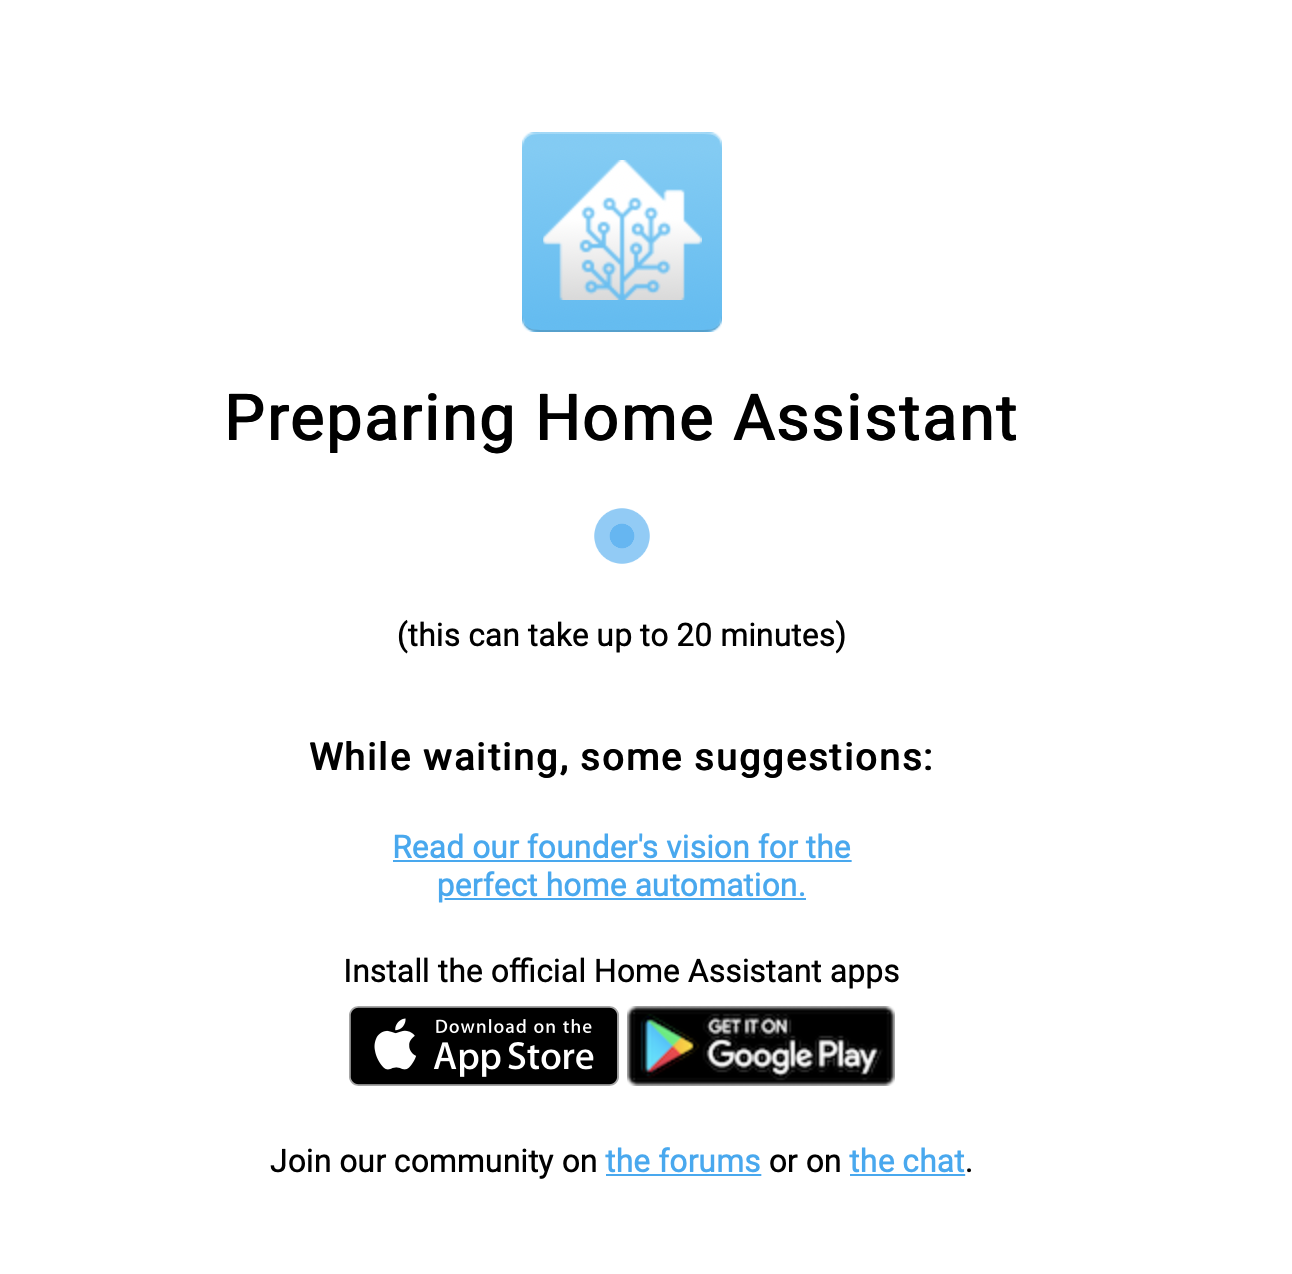 Preparing Home Assistant
(this can take up to 20 minutes)
While waiting, some suggestions:
Read our founder's vision for the
perfect home automation.
Install the official Home Assistant apps
Download on the
App Store
GET IT ON
Google Play
Join our community on the forums or on the chat.